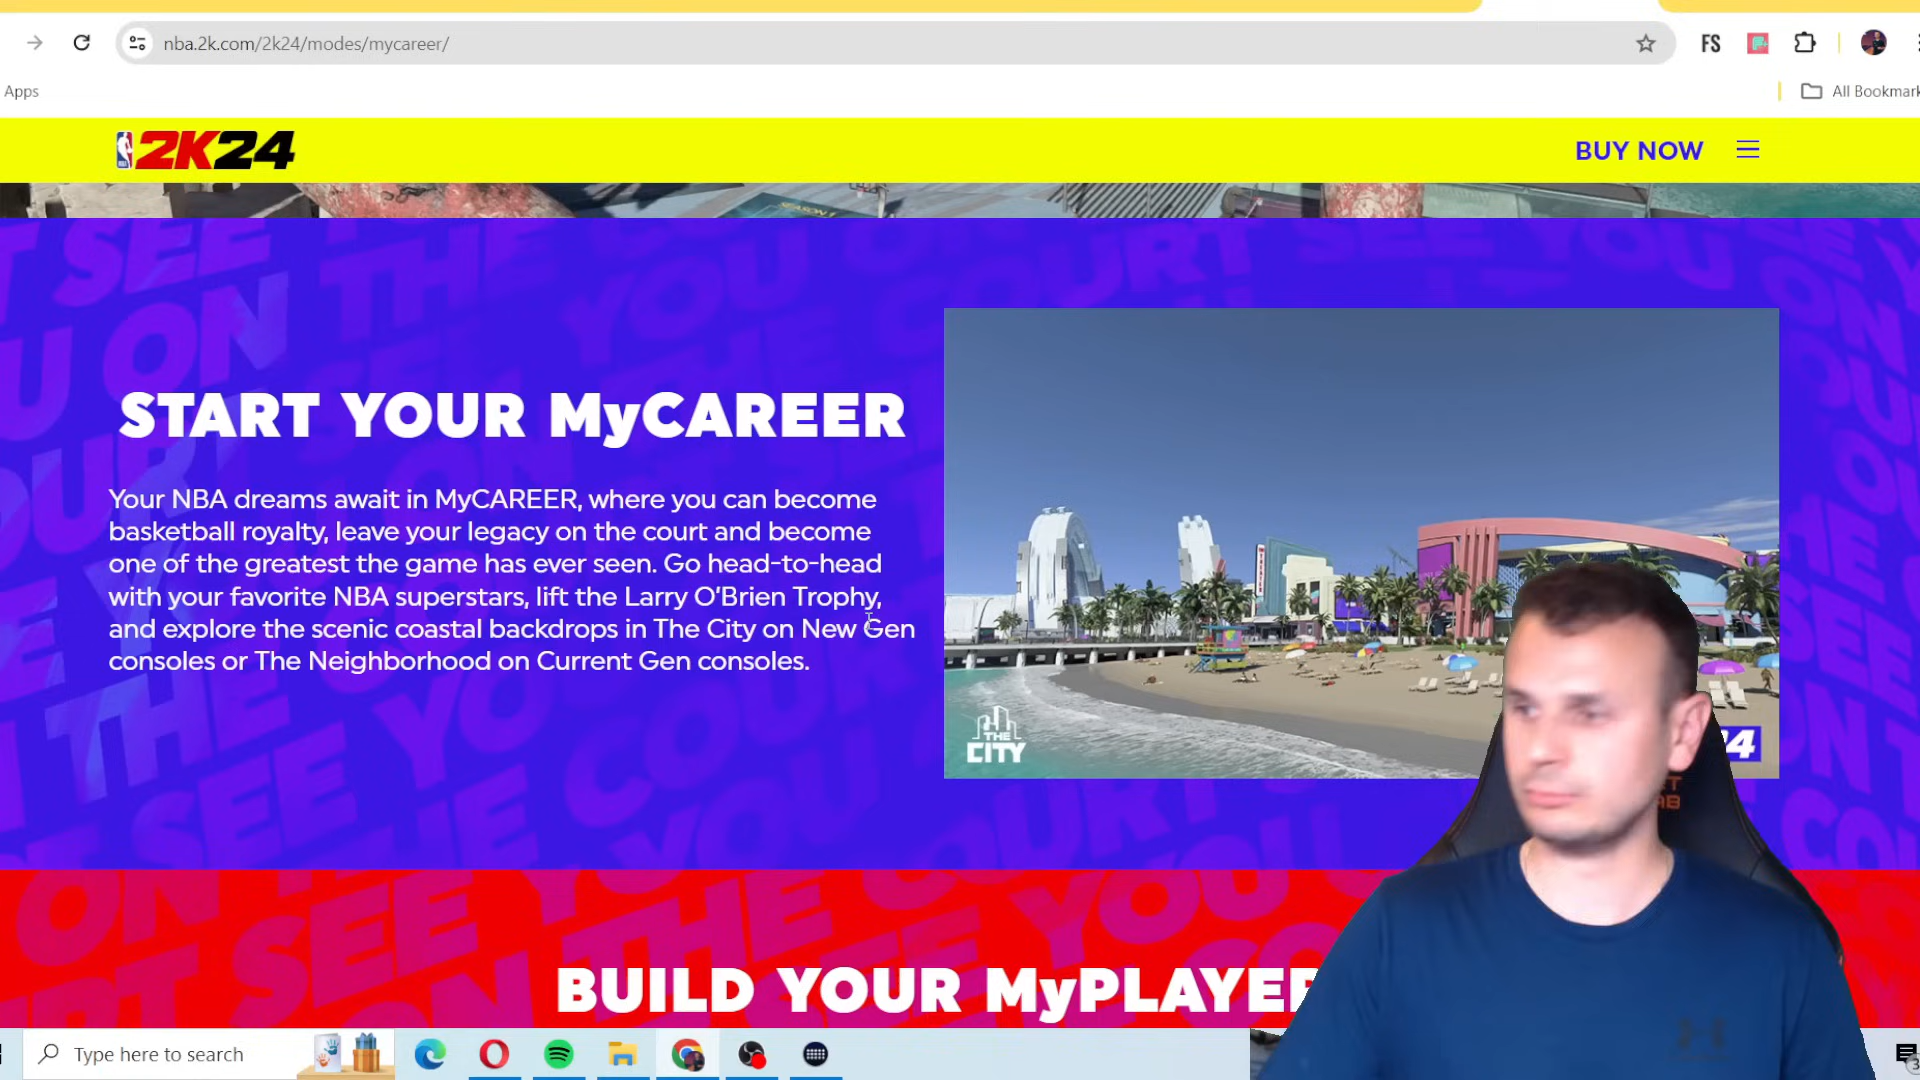 nba.2k.com/2k24/modes/mycareer/
FS
Apps
All Bookmark
2K24
BUY NOW
SEASON 1
START YOUR MyCAREER
Your NBA dreams await in MyCAREER, where you can become
basketball royalty, leave your legacy on the court and become
one of the greatest the game has ever seen. Go head-to-head
with your favorite NBA superstars, lift the Larry O'Brien Trophy,
and explore the scenic coastal backdrops in The City on New Gen
consoles or The Neighborhood on Current Gen consoles.
THE
CITY
BUILD YOUR MyPLAYER
Type here to search